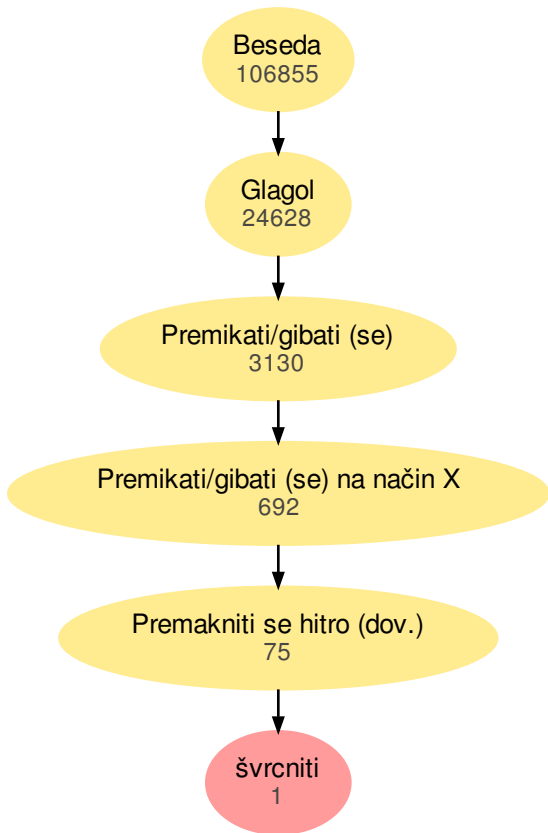 Beseda
106855
Glagol
24628
Premikati/gibati (se)
3130
Premikati/gibati (se) na način X
692
Premakniti se hitro (dov.)
75
švrcniti
1